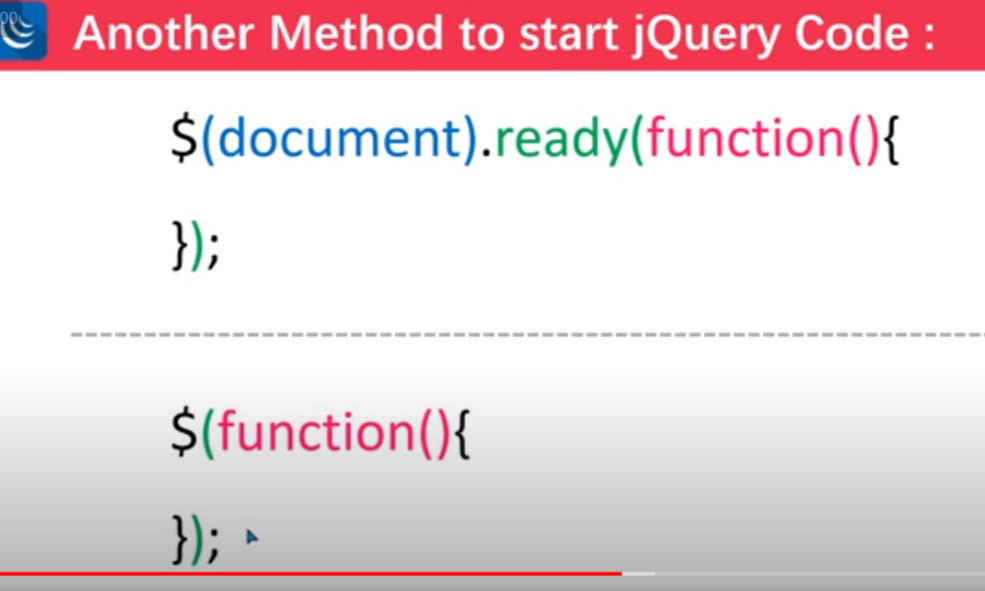 Another Method to start jQuery Code :
$(document).ready(function(){
});
$(function(){
});